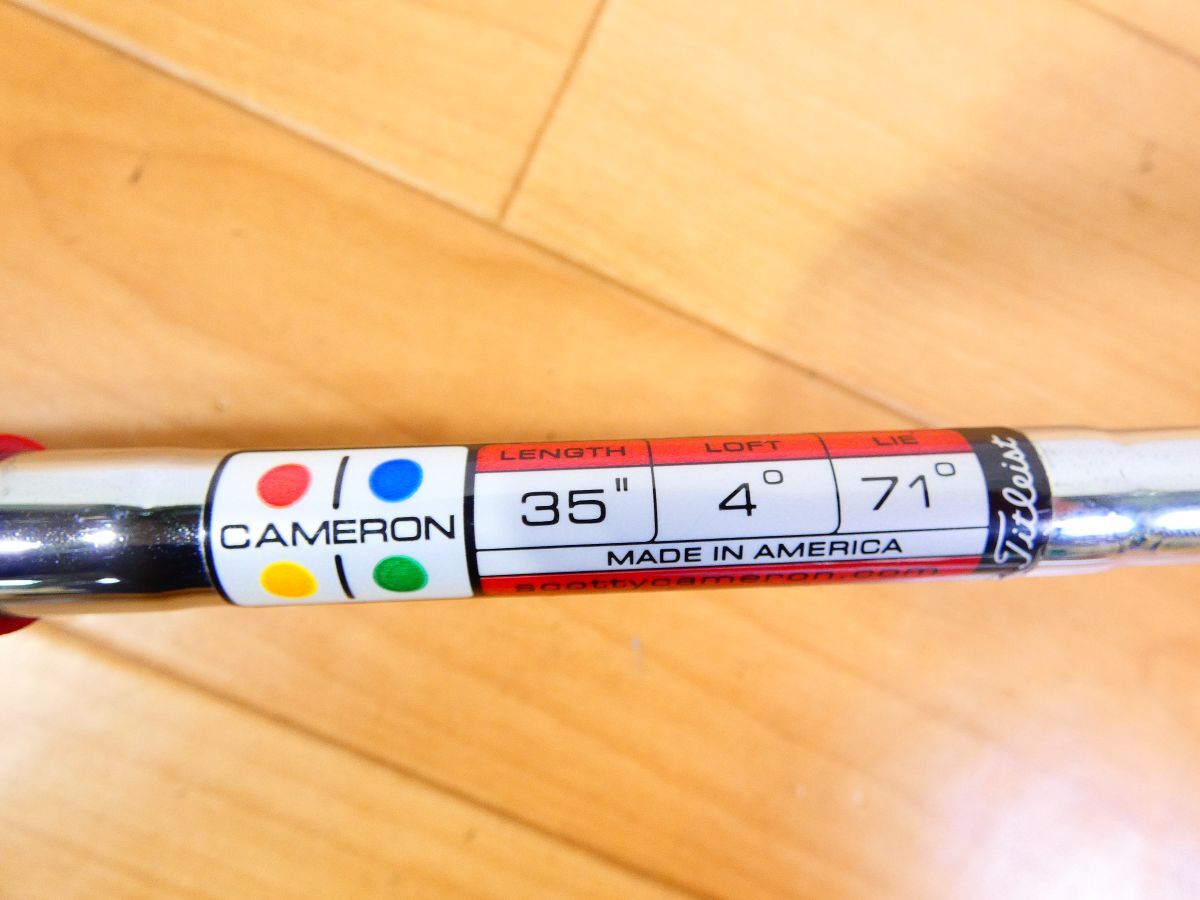 CAMERON
LENGTH LOFT LIE
35" 4° 71°
MADE IN AMERICA
scottycameron.com
Titleist